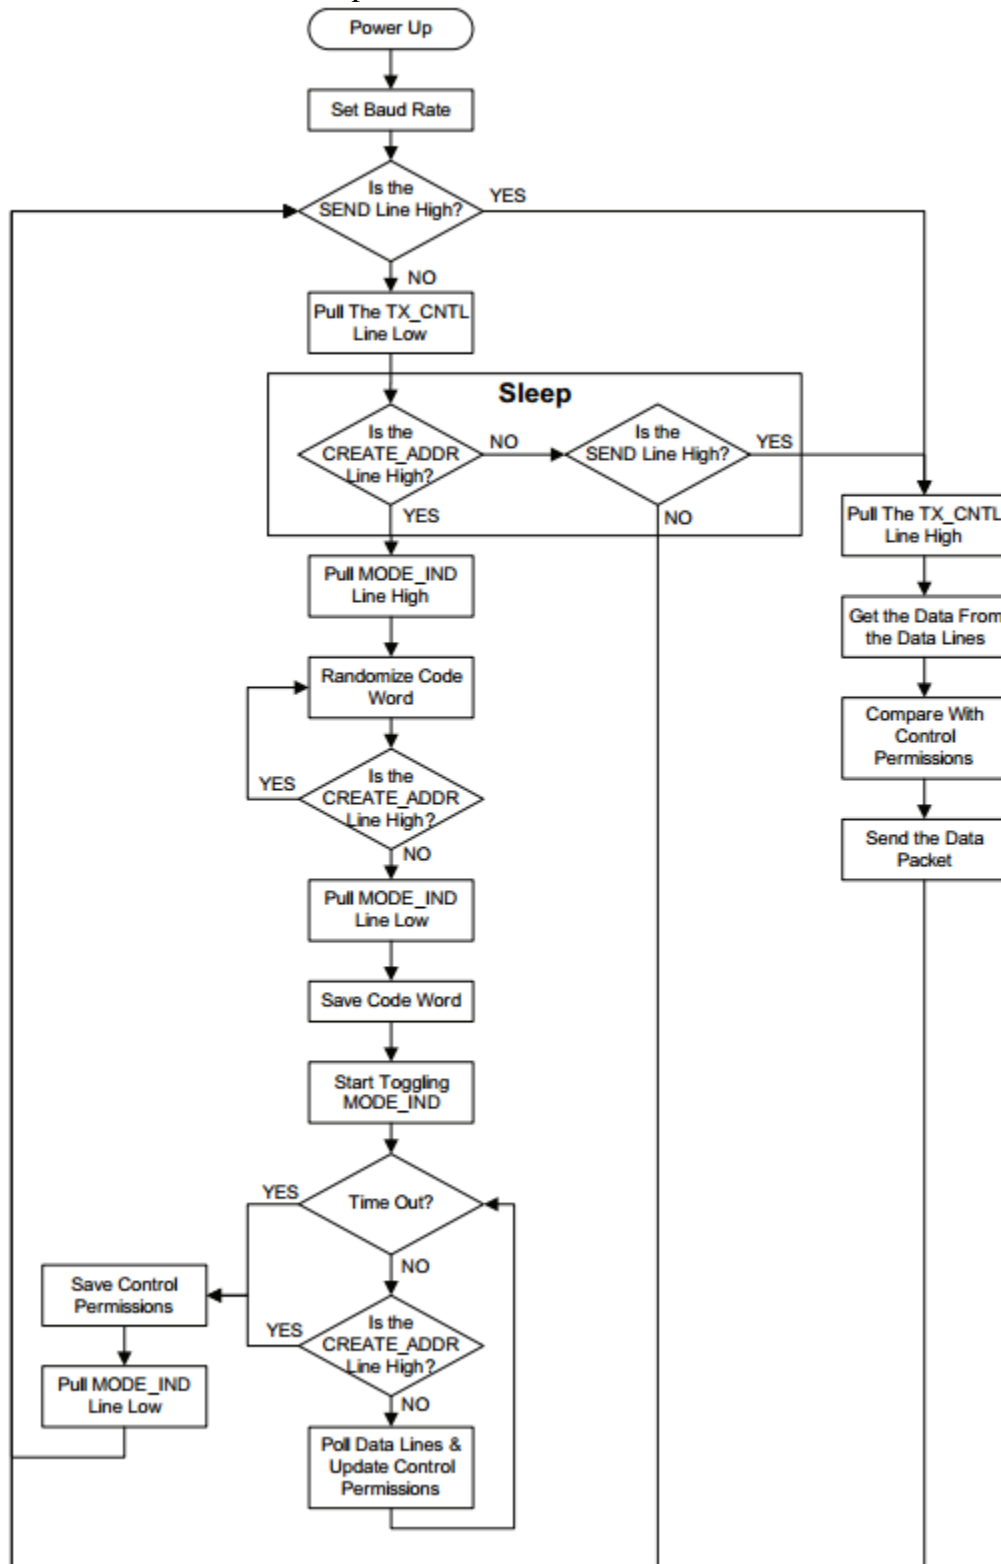 Power Up
Set Baud Rate
Is the
SEND Line High?
YES
NO
Pull The TX_CNTL
Line Low
Sleep
Is the
CREATE_ADDR
Line High?
NO
Is the
SEND Line High?
YES
YES
NO
Pull The TX_CNTL
Line High
Pull MODE_IND
Line High
Get the Data From
the Data Lines
Randomize Code
Word
Compare With
Control
Permissions
YES
Is the
CREATE_ADDR
Line High?
NO
Send the Data
Packet
Pull MODE_IND
Line Low
Save Code Word
Start Toggling
MODE_IND
YES
Time Out?
NO
Save Control
Permissions
YES
Is the
CREATE_ADDR
Line High?
Pull MODE_IND
Line Low
NO
Poll Data Lines &
Update Control
Permissions